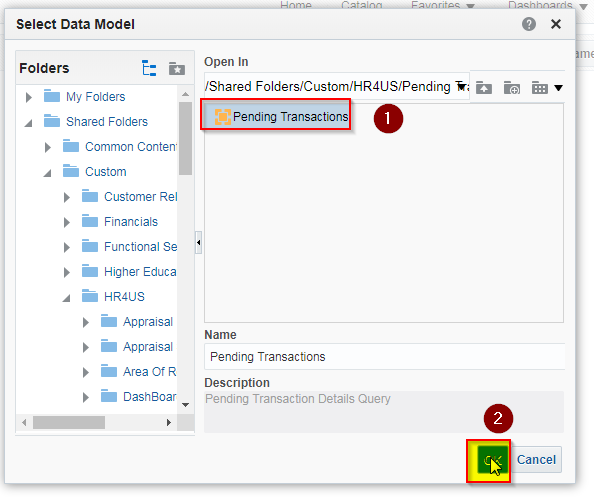 Home Catalog Favorites Dashboards
Select Data Model
Folders
My Folders
Shared Folders
Common Content
Custom
Customer Rel
Financials
Functional Se
Higher Educa
HR4US
Appraisal
Appraisal
Area Of R
DashBoar
Open In
/Shared Folders/Custom/HR4US/Pending Tra
Pending Transactions
1
Name
Pending Transactions
Description
Pending Transaction Details Query
2
OK
Cancel
ame